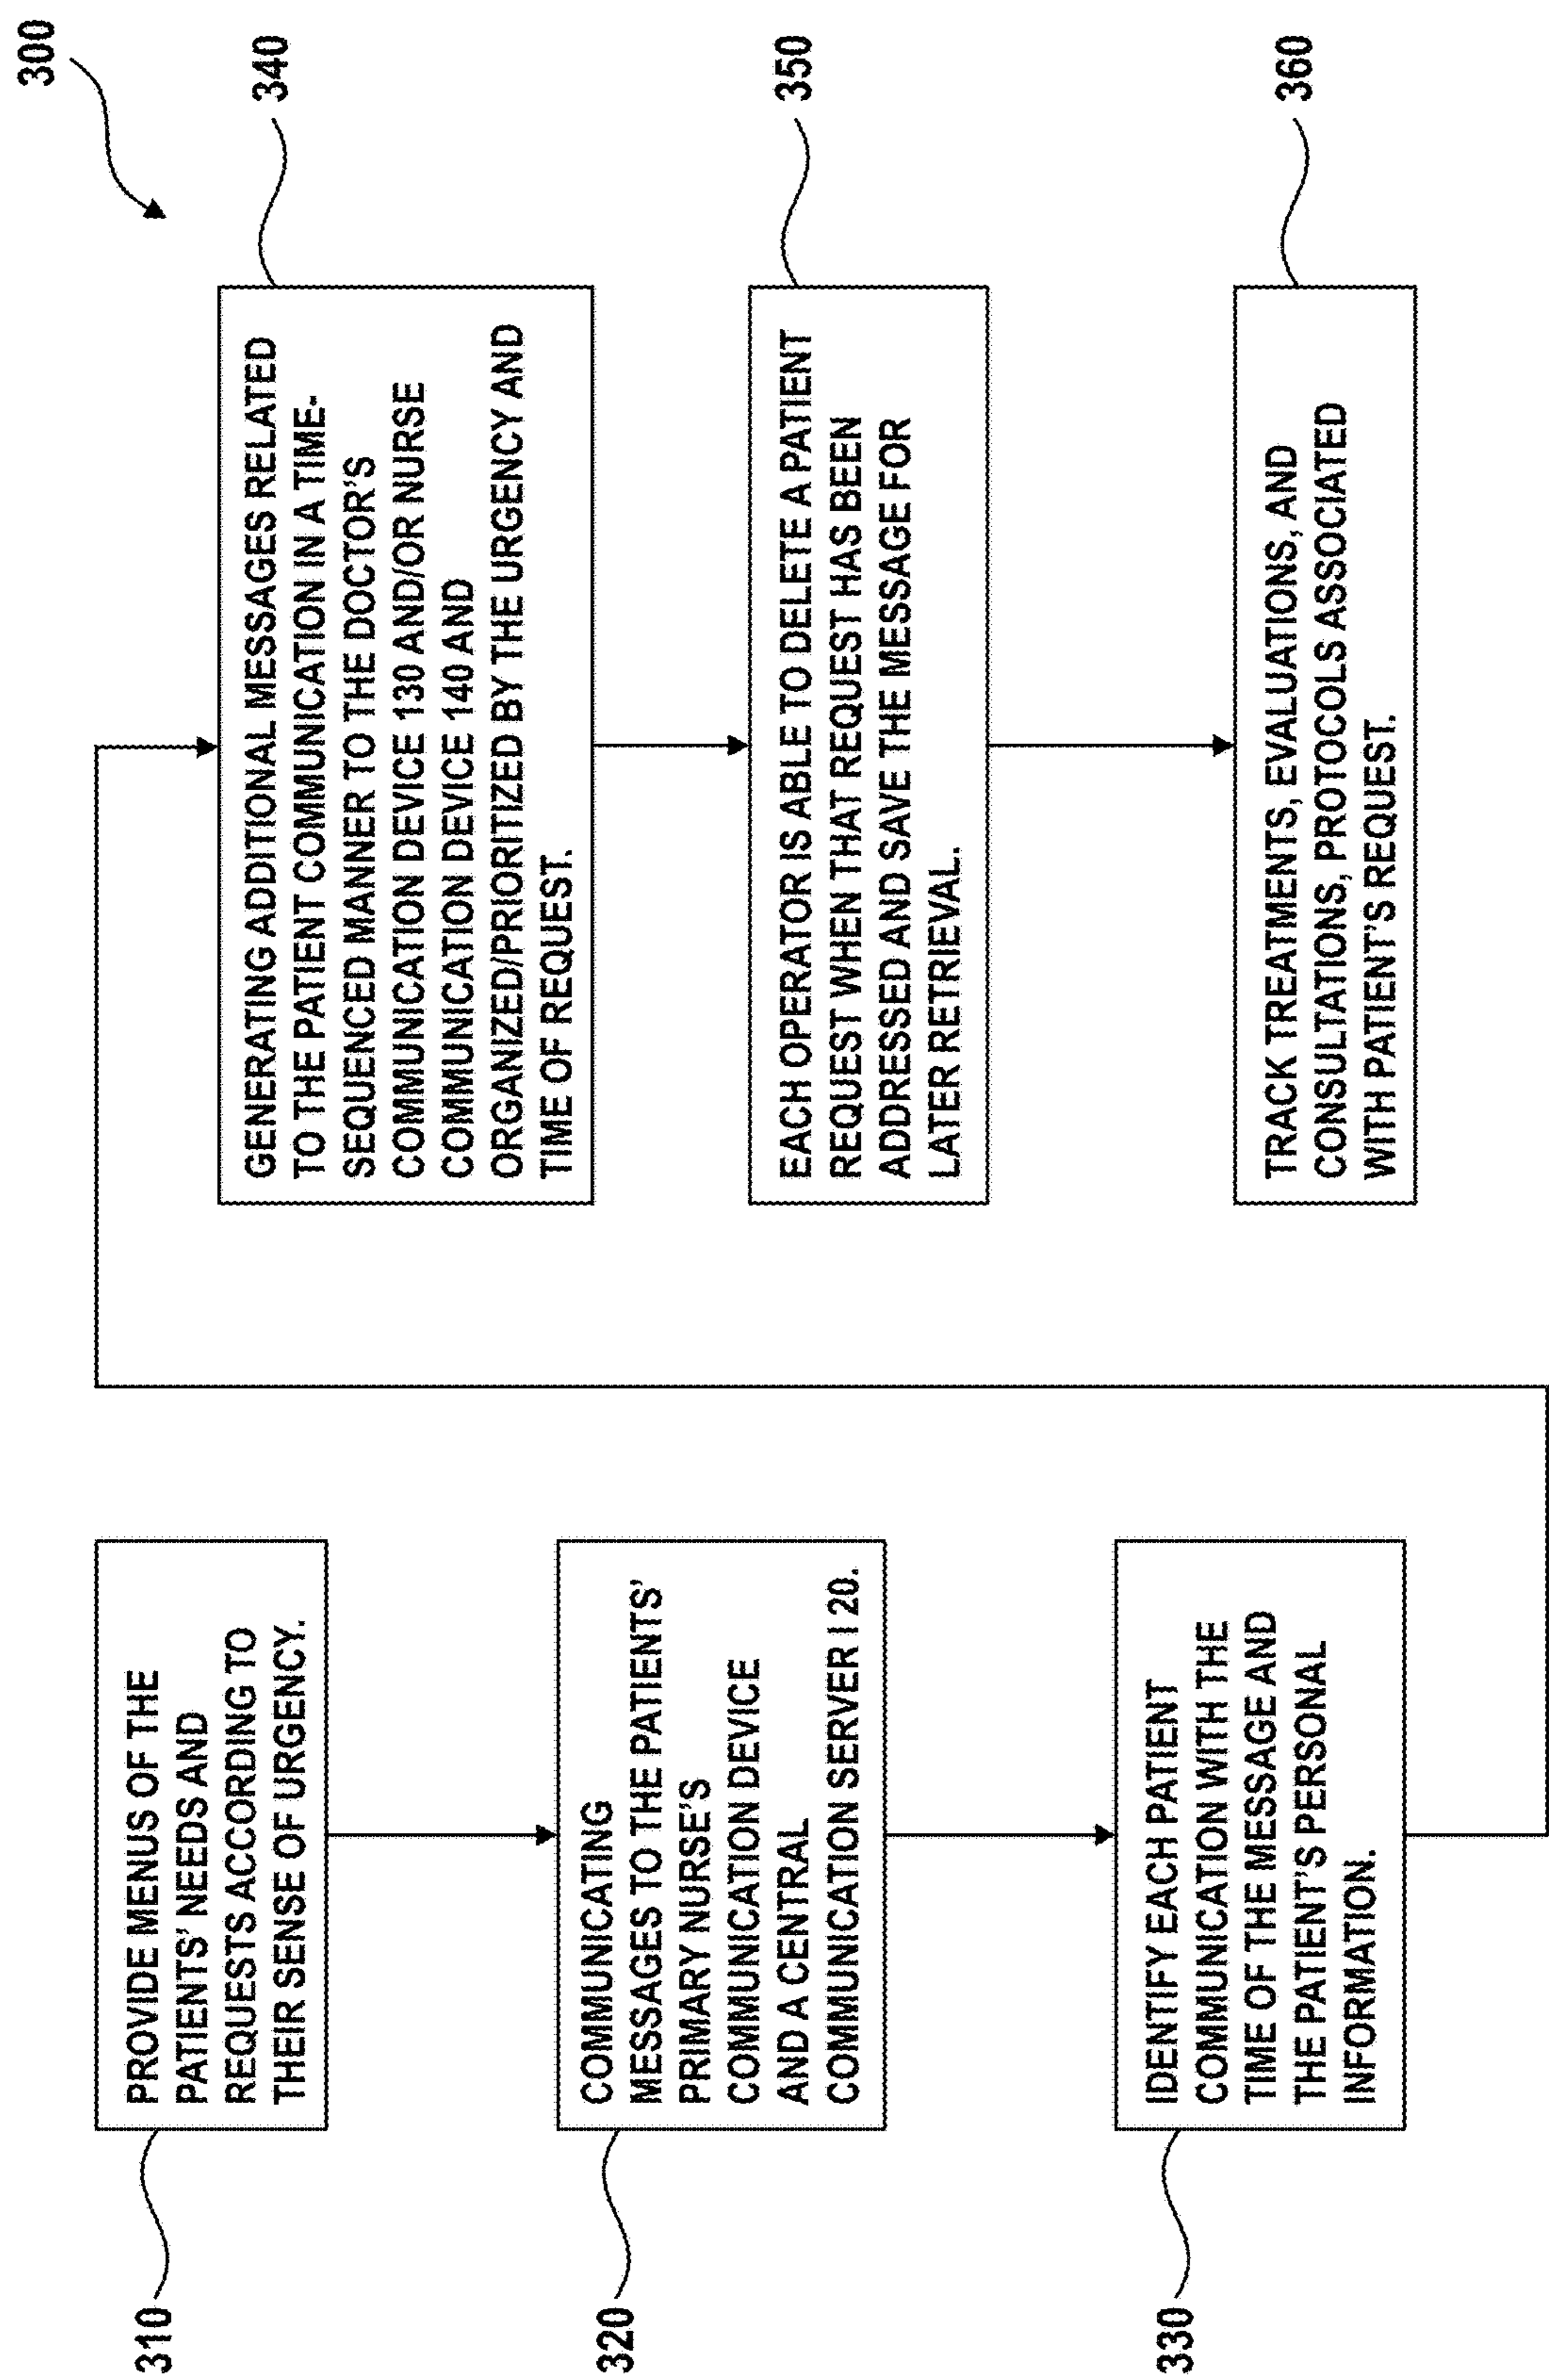 300
310
PROVIDE MENUS OF THE
PATIENTS' NEEDS AND
REQUESTS ACCORDING TO
THEIR SENSE OF URGENCY.
320
COMMUNICATING
MESSAGES TO THE PATIENTS'
PRIMARY NURSE'S
COMMUNICATION DEVICE
AND A CENTRAL
COMMUNICATION SERVER I 20.
330
IDENTIFY EACH PATIENT
COMMUNICATION WITH THE
TIME OF THE MESSAGE AND
THE PATIENT'S PERSONAL
INFORMATION.
340
GENERATING ADDITIONAL MESSAGES RELATED
TO THE PATIENT COMMUNICATION IN A TIME-
SEQUENCED MANNER TO THE DOCTOR'S
COMMUNICATION DEVICE 130 AND/OR NURSE
COMMUNICATION DEVICE 140 AND
ORGANIZED/PRIORITIZED BY THE URGENCY AND
TIME OF REQUEST.
350
EACH OPERATOR IS ABLE TO DELETE A PATIENT
REQUEST WHEN THAT REQUEST HAS BEEN
ADDRESSED AND SAVE THE MESSAGE FOR
LATER RETRIEVAL.
360
TRACK TREATMENTS, EVALUATIONS, AND
CONSULTATIONS, PROTOCOLS ASSOCIATED
WITH PATIENT'S REQUEST.